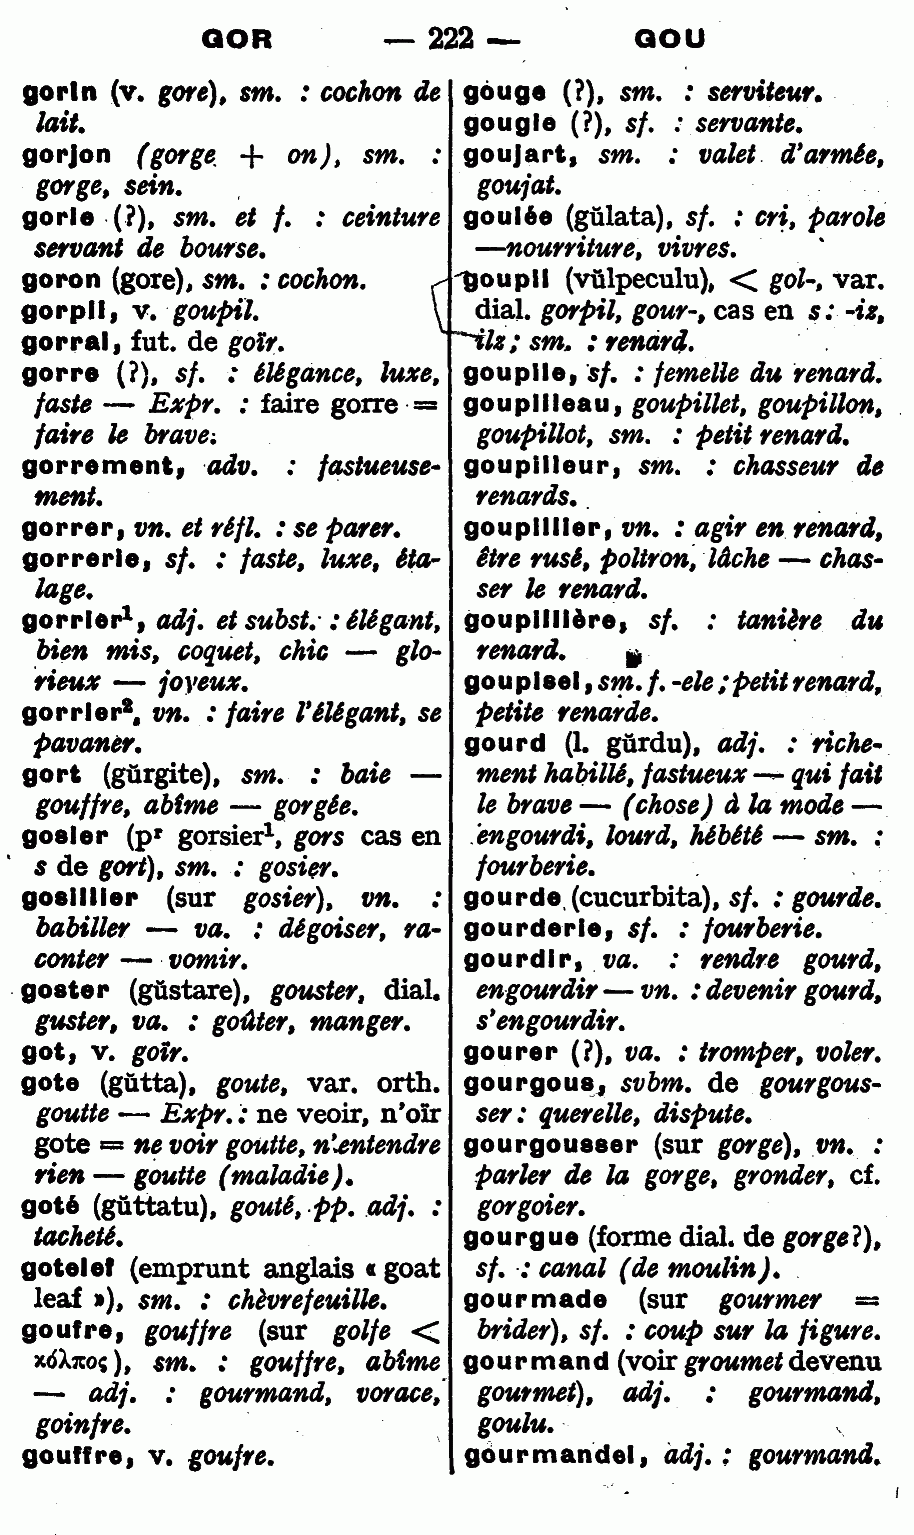 GOR — 222 — GOU
gorin (v. gore), sm. : cochon de
lait.
gorjon (gorge + on), sm. :
gorge, sein.
gorle (?), sm. et f. : ceinture
servant de bourse.
goron (gore), sm. : cochon.
gorpil, v. goupil.
gorral, fut. de goïr.
gorre (?), sf. : élégance, luxe,
faste — Expr. : faire gorre =
faire le brave.
gorrement, adv. : fastueuse-
ment.
gorrer, vn. et réfl. : se parer.
gorrerie, sf. : faste, luxe, éta-
lage.
gorrier¹, adj. et subst. : élégant,
bien mis, coquet, chic — glo-
rieux — joyeux.
gorrier², vn. : faire l'élégant, se
pavaner.
gort (gŭrgite), sm. : baie —
gouffre, abîme — gorgée.
gosier (pʳ gorsier¹, gors cas en
s de gort), sm. : gosier.
gosillier (sur gosier), vn. :
babiller — va. : dégoiser, ra-
conter — vomir.
goster (gŭstare), gouster, dial.
guster, va. : goûter, manger.
got, v. goïr.
gote (gŭtta), goute, var. orth.
goutte — Expr. : ne veoir, n'oïr
gote = ne voir goutte, n'entendre
rien — goutte (maladie).
goté (gŭttatu), gouté, pp. adj. :
tacheté.
gotelef (emprunt anglais « goat
leaf »), sm. : chèvrefeuille.
goufre, gouffre (sur golfe <
κόλπος), sm. : gouffre, abîme
— adj. : gourmand, vorace,
goinfre.
gouffre, v. goufre.
gouge (?), sm. : serviteur.
gougie (?), sf. : servante.
goujart, sm. : valet d'armée,
goujat.
goulée (gŭlata), sf. : cri, parole
—nourriture, vivres.
goupil (vŭlpeculu), < gol-, var.
dial. gorpil, gour-, cas en s : -iz,
ilz ; sm. : renard.
goupile, sf. : femelle du renard.
goupilleau, goupillet, goupillon,
goupillot, sm. : petit renard.
goupilleur, sm. : chasseur de
renards.
goupillier, vn. : agir en renard,
être rusé, poltron, lâche — chas-
ser le renard.
goupillière, sf. : tanière du
renard.
goupisel, sm. f. -ele ; petit renard,
petite renarde.
gourd (l. gŭrdu), adj. : riche-
ment habillé, fastueux — qui fait
le brave — (chose) à la mode —
engourdi, lourd, hébété — sm. :
fourberie.
gourde (cucurbita), sf. : gourde.
gourderie, sf. : fourberie.
gourdir, va. : rendre gourd,
engourdir — vn. : devenir gourd,
s'engourdir.
gourer (?), va. : tromper, voler.
gourgous, svbm. de gourgous-
ser : querelle, dispute.
gourgousser (sur gorge), vn. :
parler de la gorge, gronder, cf.
gorgoier.
gourgue (forme dial. de gorge?),
sf. : canal (de moulin).
gourmade (sur gourmer =
brider), sf. : coup sur la figure.
gourmand (voir groumet devenu
gourmet), adj. : gourmand,
goulu.
gourmandel, adj. : gourmand.